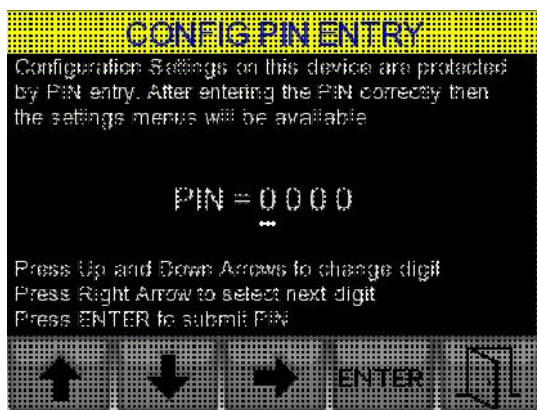 CONFIG PIN ENTRY
Configuration Settings on this device are protected
by PIN entry. After entering the PIN correctly then
the settings menus will be available
PIN = 0 0 0 0
Press Up and Down Arrows to change digit
Press Right Arrow to select next digit
Press ENTER to submit PIN
ENTER